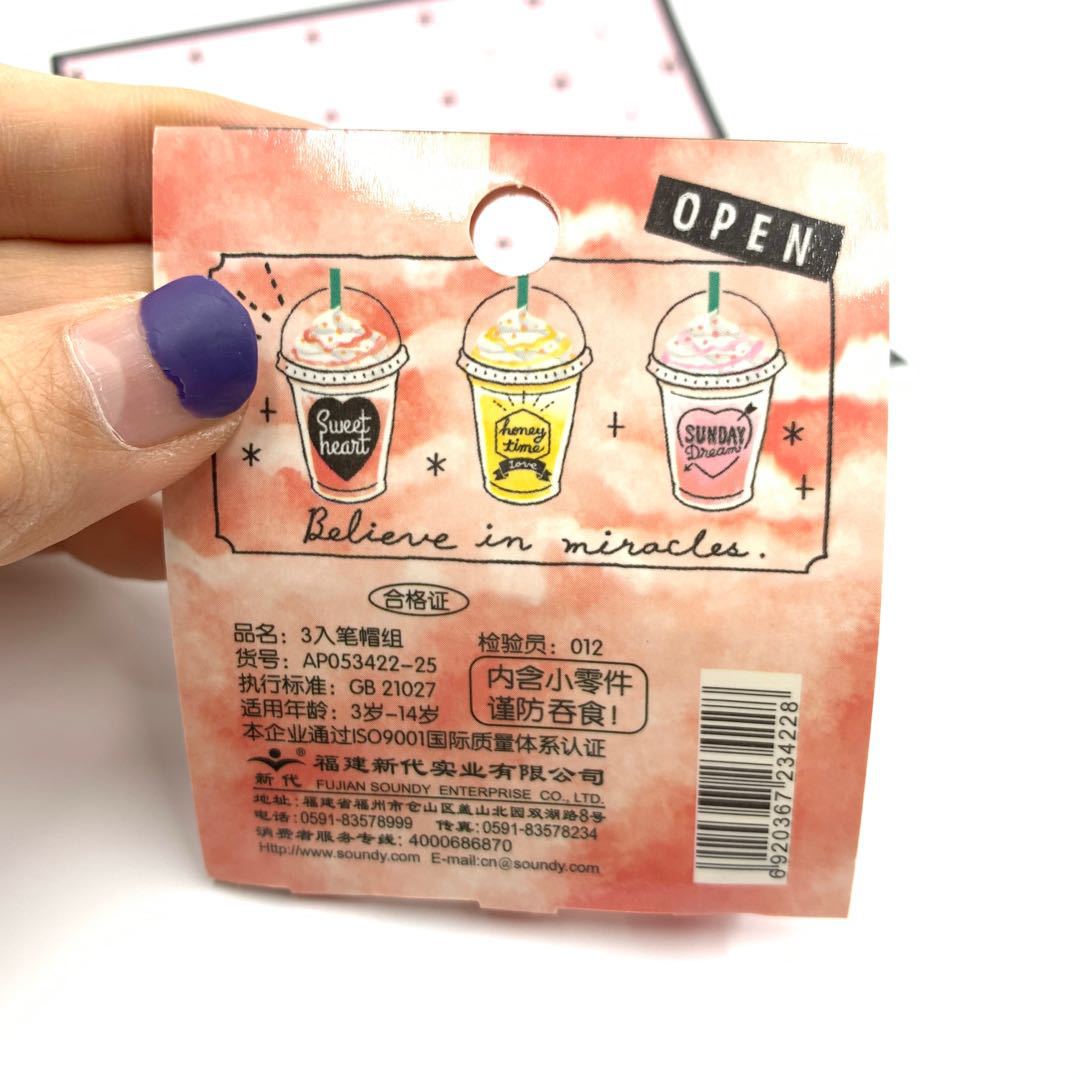 OPEN
Sweet
heart
honey
time
Love
SUNDAY
Dream
Believe in miracles.
合格证
品名：3入笔帽组
检验员：012
货号：AP053422-25
执行标准：GB 21027
适用年龄：3岁-14岁
内含小零件
谨防吞食！
本企业通过ISO9001国际质量体系认证
新代 ® 福建新代实业有限公司
FUJIAN SOUNDY ENTERPRISE CO., LTD.
地址：福建省福州市仓山区盖山北园双湖路8号
电话：0591-83578999 传真：0591-83578234
消费者服务专线：4000686870
Http://www.soundy.com E-mail:cn@soundy.com
6 920367 234228